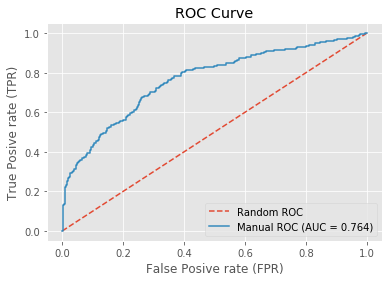 ROC Curve
True Posive rate (TPR)
1.0
0.8
0.6
0.4
0.2
0.0
0.0 0.2 0.4 0.6 0.8 1.0
False Posive rate (FPR)
Random ROC
Manual ROC (AUC = 0.764)